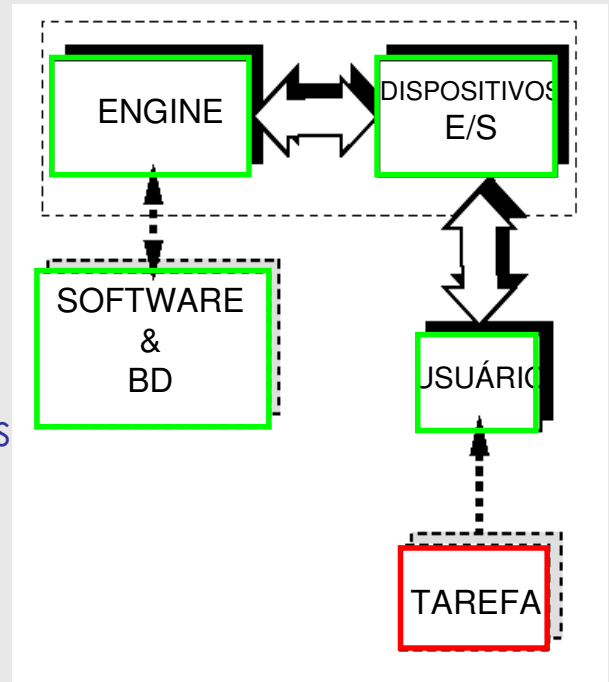 ENGINE
DISPOSITIVOS
E/S
SOFTWARE
&
BD
USUÁRIO
S
TAREFA